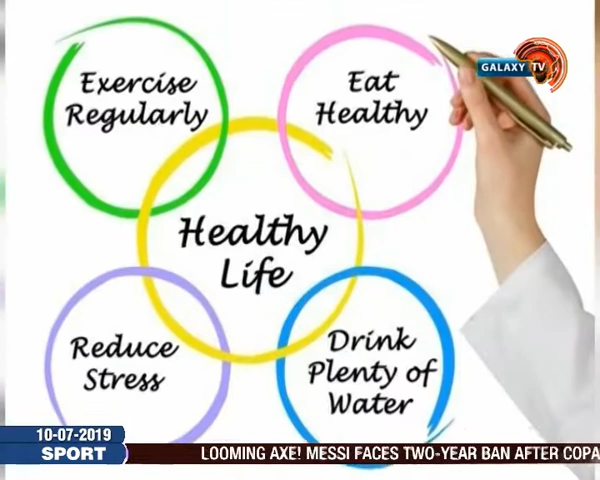 GALAXY TV
Exercise
Regularly
Eat
Healthy
Healthy
Life
Reduce
Stress
Drink
Plenty of
Water
10-07-2019
SPORT
LOOMING AXE! MESSI FACES TWO-YEAR BAN AFTER COPA